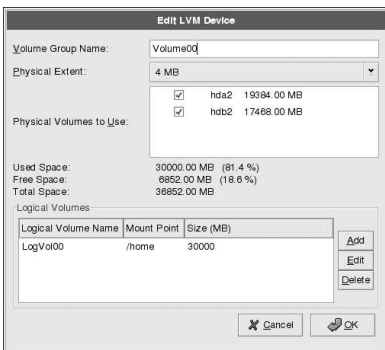 Edit LVM Device
Volume Group Name: Volume00
Physical Extent: 4 MB
Physical Volumes to Use:
hda2 19384.00 MB
hdb2 17468.00 MB
Used Space: 30000.00 MB (81.4 %)
Free Space: 6852.00 MB (18.6 %)
Total Space: 36852.00 MB
Logical Volumes
Logical Volume Name Mount Point Size (MB)
LogVol00 /home 30000
Add
Edit
Delete
Cancel OK